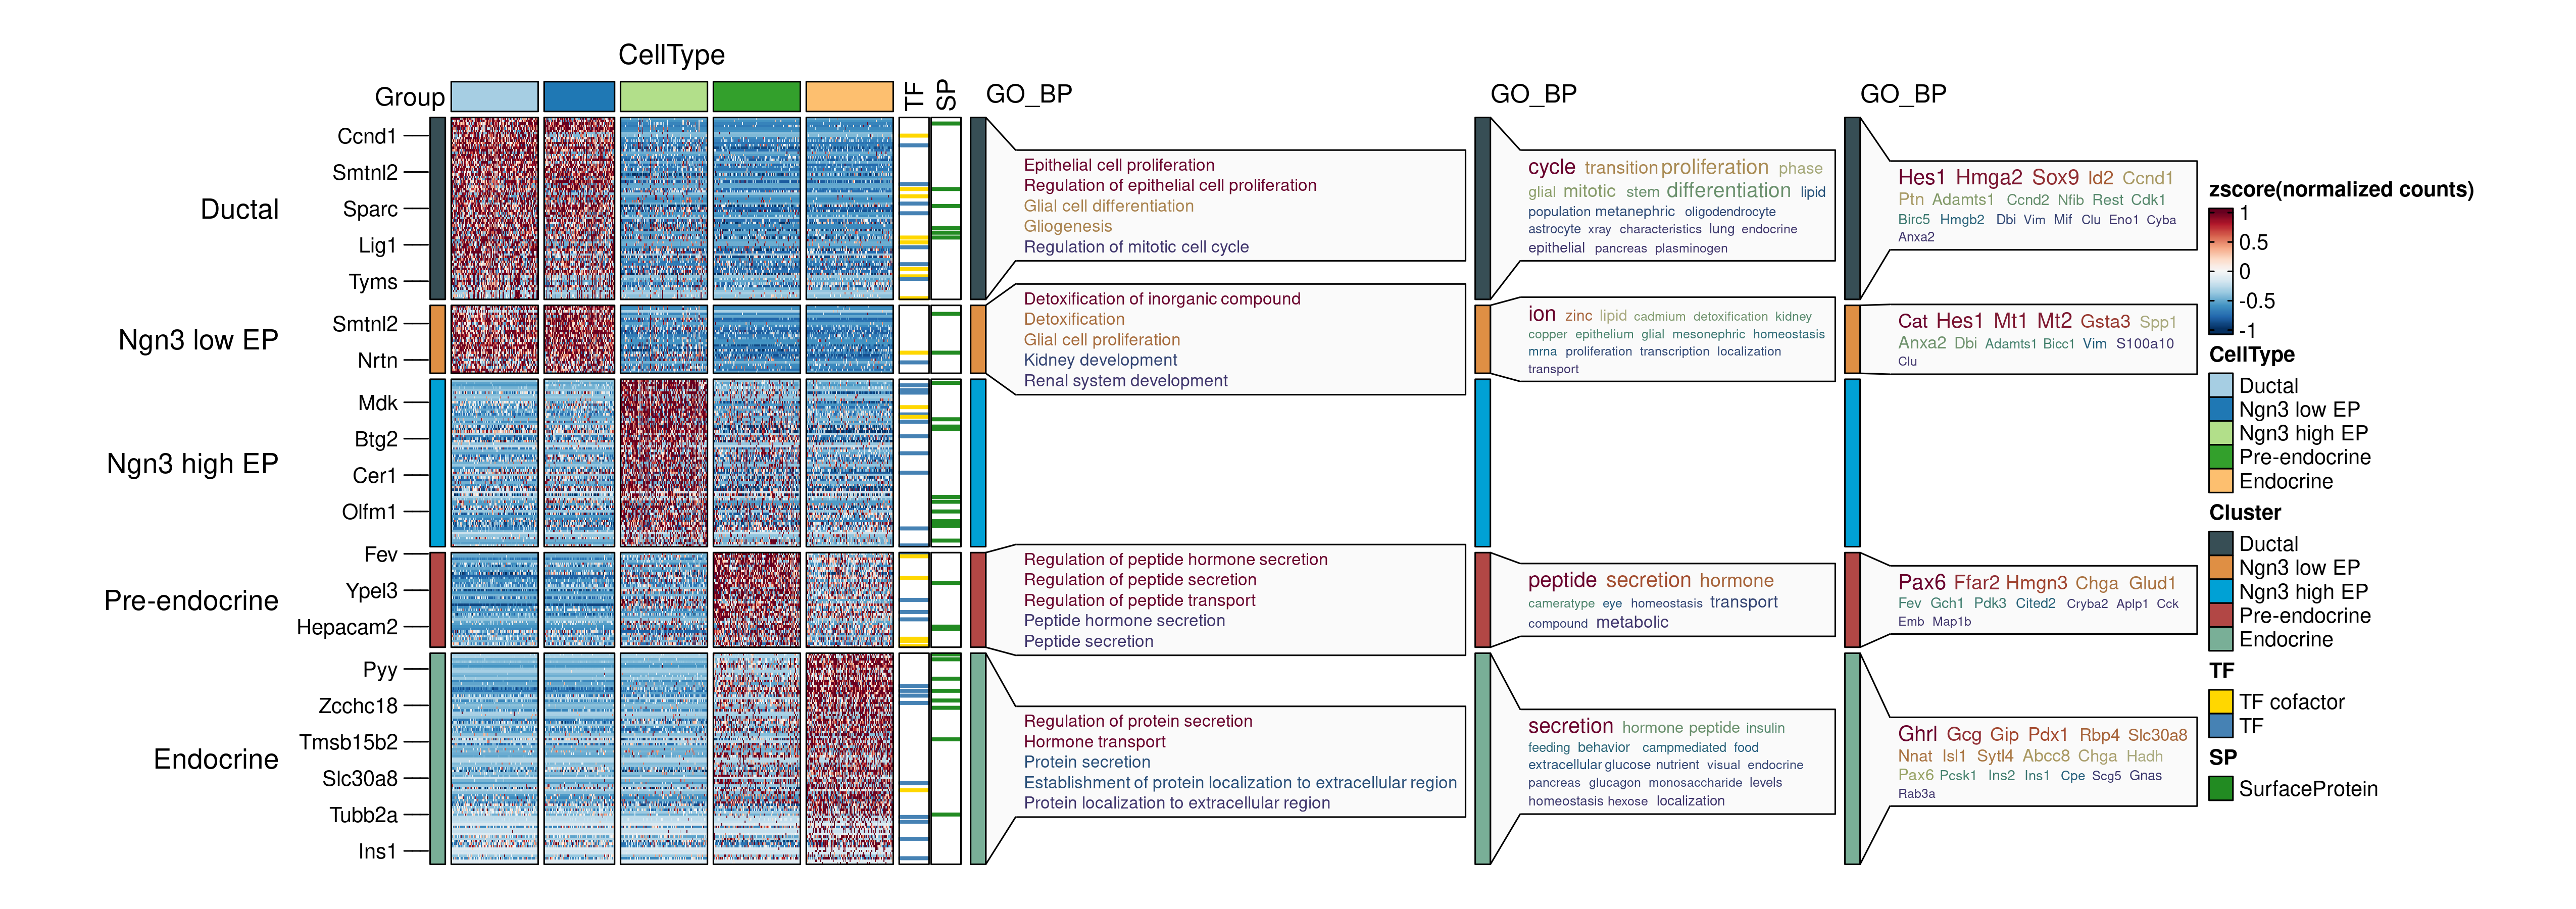 CellType
Group
TF
SP
GO_BP
GO_BP
GO_BP
Ductal
Ccnd1
Smtnl2
Sparc
Lig1
Tyms
Ngn3 low EP
Smtnl2
Nrtn
Ngn3 high EP
Mdk
Btg2
Cer1
Olfm1
Pre-endocrine
Fev
Ypel3
Hepacam2
Endocrine
Pyy
Zcchc18
Tmsb15b2
Slc30a8
Tubb2a
Ins1
Epithelial cell proliferation
Regulation of epithelial cell proliferation
Glial cell differentiation
Gliogenesis
Regulation of mitotic cell cycle
Detoxification of inorganic compound
Detoxification
Glial cell proliferation
Kidney development
Renal system development
Regulation of peptide hormone secretion
Regulation of peptide secretion
Regulation of peptide transport
Peptide hormone secretion
Peptide secretion
Regulation of protein secretion
Hormone transport
Protein secretion
Establishment of protein localization to extracellular region
Protein localization to extracellular region
cycle transition proliferation phase
glial mitotic stem differentiation lipid
population metanephric oligodendrocyte
astrocyte xray characteristics lung endocrine
epithelial pancreas plasminogen
ion zinc lipid cadmium detoxification kidney
copper epithelium glial mesonephric homeostasis
mrna proliferation transcription localization
transport
peptide secretion hormone
cameratype eye homeostasis transport
compound metabolic
secretion hormone peptide insulin
feeding behavior campmediated food
extracellular glucose nutrient visual endocrine
pancreas glucagon monosaccharide levels
homeostasis hexose localization
Hes1 Hmga2 Sox9 Id2 Ccnd1
Ptn Adamts1 Ccnd2 Nfib Rest Cdk1
Birc5 Hmgb2 Dbi Vim Mif Clu Eno1 Cyba
Anxa2
Cat Hes1 Mt1 Mt2 Gsta3 Spp1
Anxa2 Dbi Adamts1 Bicc1 Vim S100a10
Clu
Pax6 Ffar2 Hmgn3 Chga Glud1
Fev Gch1 Pdk3 Cited2 Cryba2 Aplp1 Cck
Emb Map1b
Ghrl Gcg Gip Pdx1 Rbp4 Slc30a8
Nnat Isl1 Sytl4 Abcc8 Chga Hadh
Pax6 Pcsk1 Ins2 Ins1 Cpe Scg5 Gnas
Rab3a
zscore(normalized counts)
1
0.5
0
-0.5
-1
CellType
Ductal
Ngn3 low EP
Ngn3 high EP
Pre-endocrine
Endocrine
Cluster
Ductal
Ngn3 low EP
Ngn3 high EP
Pre-endocrine
Endocrine
TF
TF cofactor
TF
SP
SurfaceProtein